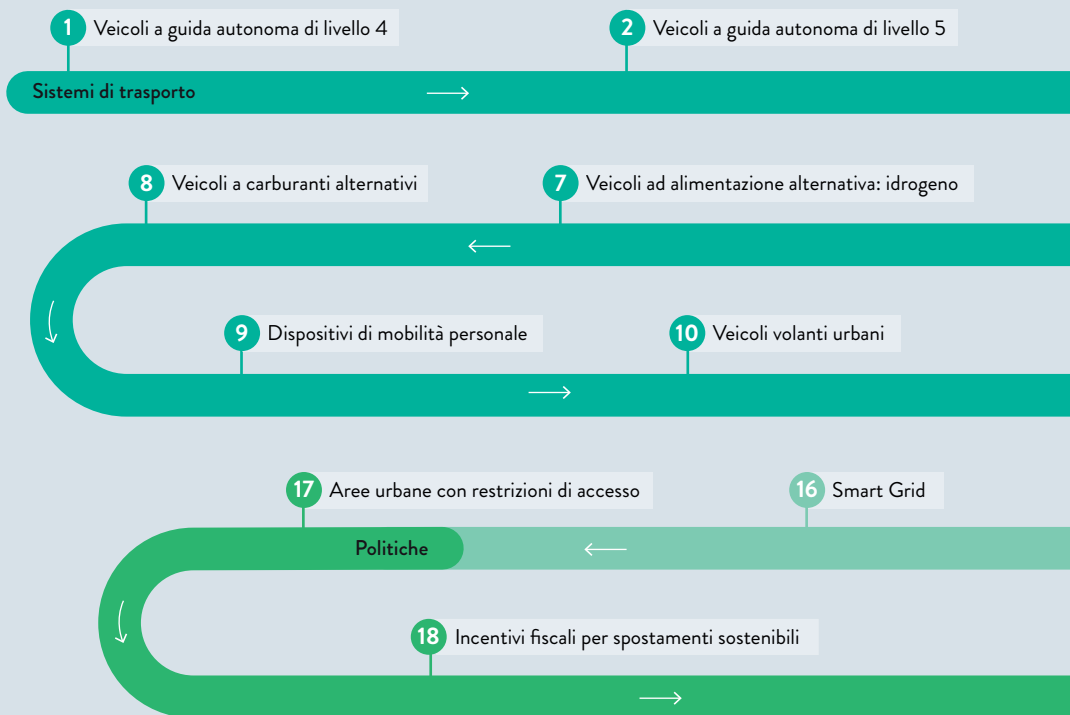 1 Veicoli a guida autonoma di livello 4
2 Veicoli a guida autonoma di livello 5
Sistemi di trasporto
8 Veicoli a carburanti alternativi
7 Veicoli ad alimentazione alternativa: idrogeno
9 Dispositivi di mobilità personale
10 Veicoli volanti urbani
17 Aree urbane con restrizioni di accesso
16 Smart Grid
Politiche
18 Incentivi fiscali per spostamenti sostenibili